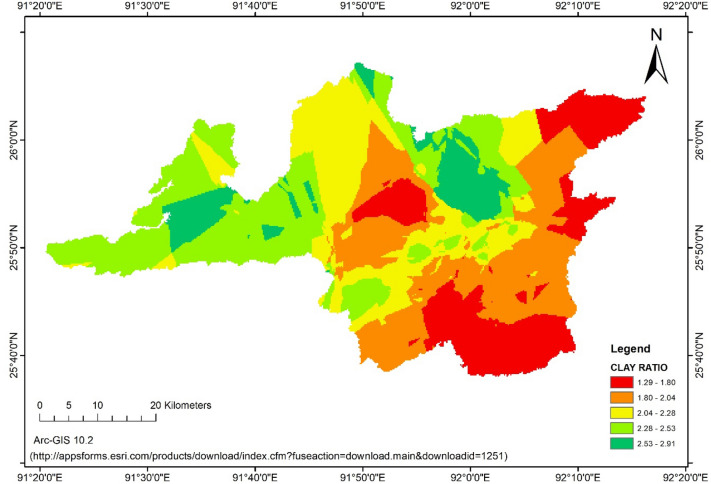 91°20'0"E 91°30'0"E 91°40'0"E 91°50'0"E 92°0'0"E 92°10'0"E 92°20'0"E
N
26°0'0"N 26°0'0"N
25°50'0"N 25°50'0"N
25°40'0"N 25°40'0"N
Legend
CLAY RATIO
1.29 - 1.80
1.80 - 2.04
2.04 - 2.28
2.28 - 2.53
2.53 - 2.91
0 5 10 20 Kilometers
Arc-GIS 10.2
(http://appsforms.esri.com/products/download/index.cfm?fuseaction=download.main&downloadid=1251)
91°20'0"E 91°30'0"E 91°40'0"E 91°50'0"E 92°0'0"E 92°10'0"E 92°20'0"E